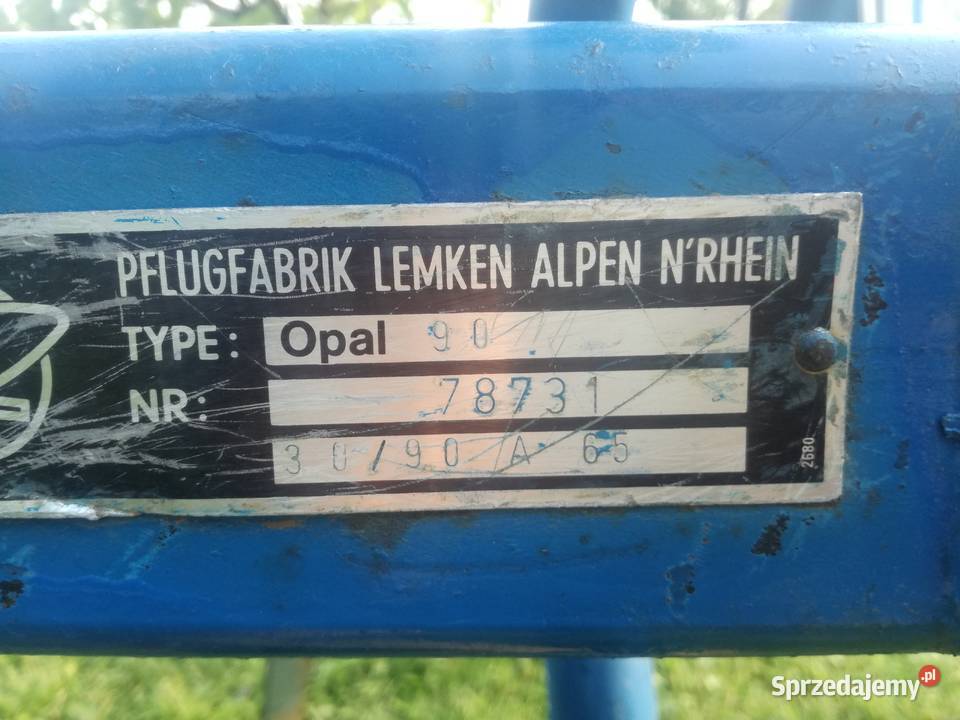 PFLUGFABRIK LEMKEN ALPEN N'RHEIN
TYPE: Opal 90
NR: 78731
30/90 A 65
2680
Sprzedajemy.pl